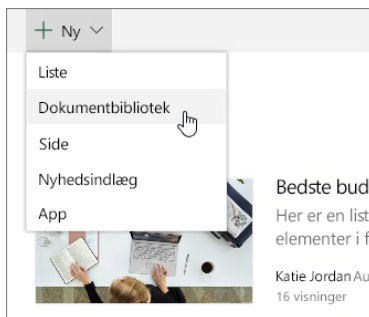 Ny
Liste
Dokumentbibliotek
Side
Nyhedsindlæg
App
Bedste bud
Her er en list
elementer i f
Katie Jordan Au
16 visninger